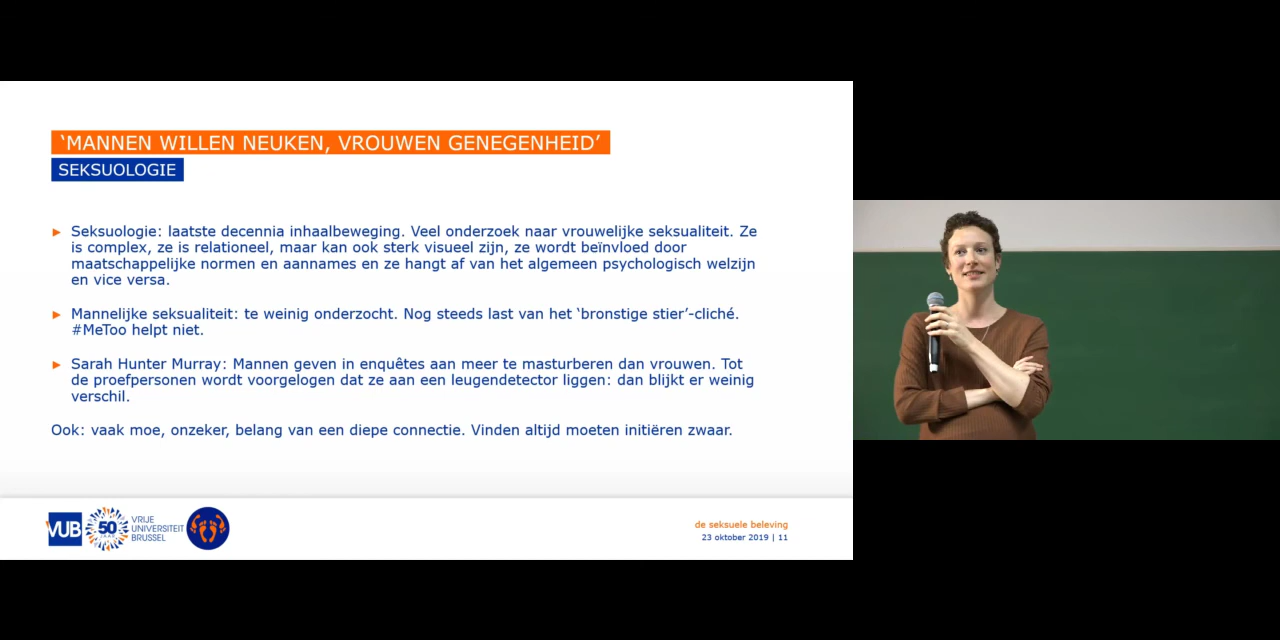 ‘MANNEN WILLEN NEUKEN, VROUWEN GENEGENHEID’
SEKSUOLOGIE
► Seksuologie: laatste decennia inhaalbeweging. Veel onderzoek naar vrouwelijke seksualiteit. Ze
is complex, ze is relationeel, maar kan ook sterk visueel zijn, ze wordt beïnvloed door
maatschappelijke normen en aannames en ze hangt af van het algemeen psychologisch welzijn
en vice versa.
► Mannelijke seksualiteit: te weinig onderzocht. Nog steeds last van het ‘bronstige stier’-cliché.
#MeToo helpt niet.
► Sarah Hunter Murray: Mannen geven in enquêtes aan meer te masturberen dan vrouwen. Tot
de proefpersonen wordt voorgelogen dat ze aan een leugendetector liggen: dan blijkt er weinig
verschil.
Ook: vaak moe, onzeker, belang van een diepe connectie. Vinden altijd moeten initiëren zwaar.
VUB
50
JAAR
VRIJE
UNIVERSITEIT
BRUSSEL
de seksuele beleving
23 oktober 2019 | 11